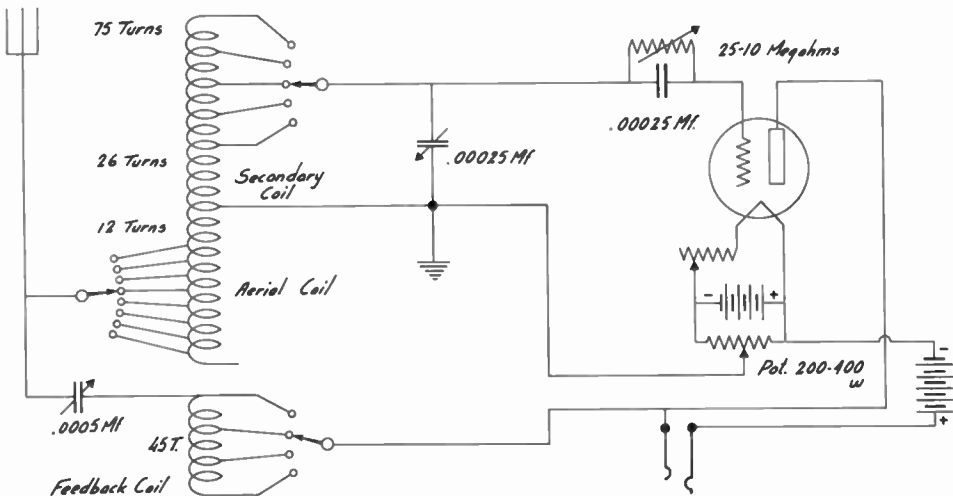 75 Turns
25-10 Megohms
.00025 Mf.
.00025 Mf
26 Turns
Secondary
Coil
12 Turns
Aerial Coil
- +
Pot. 200-400
w
-
+
.0005 Mf
45T.
Feedback Coil